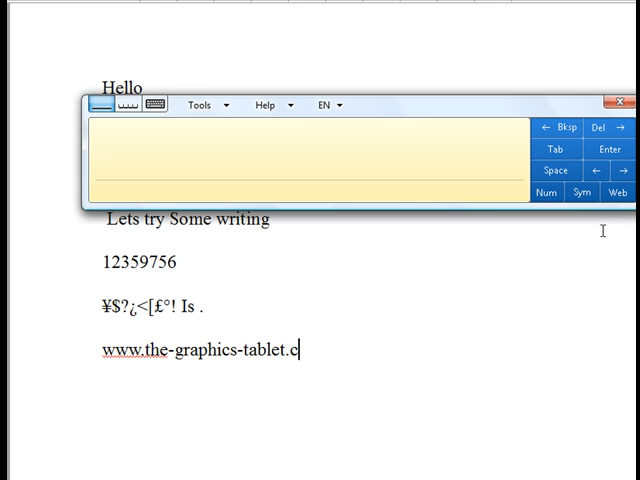 Hello
Tools Help EN
← Bksp Del →
Tab Enter
Space ← →
Num Sym Web
Lets try Some writing
12359756
¥$?¿<[£°! Is .
www.the-graphics-tablet.c